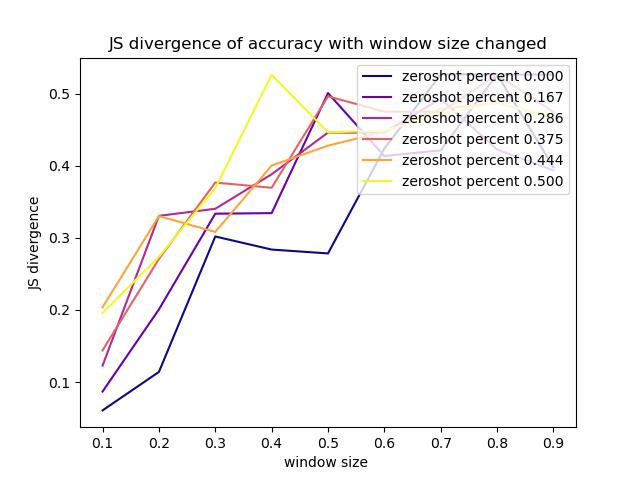 JS divergence of accuracy with window size changed
zeroshot percent 0.000
zeroshot percent 0.167
zeroshot percent 0.286
zeroshot percent 0.375
zeroshot percent 0.444
zeroshot percent 0.500
JS divergence
0.5
0.4
0.3
0.2
0.1
0.1 0.2 0.3 0.4 0.5 0.6 0.7 0.8 0.9
window size